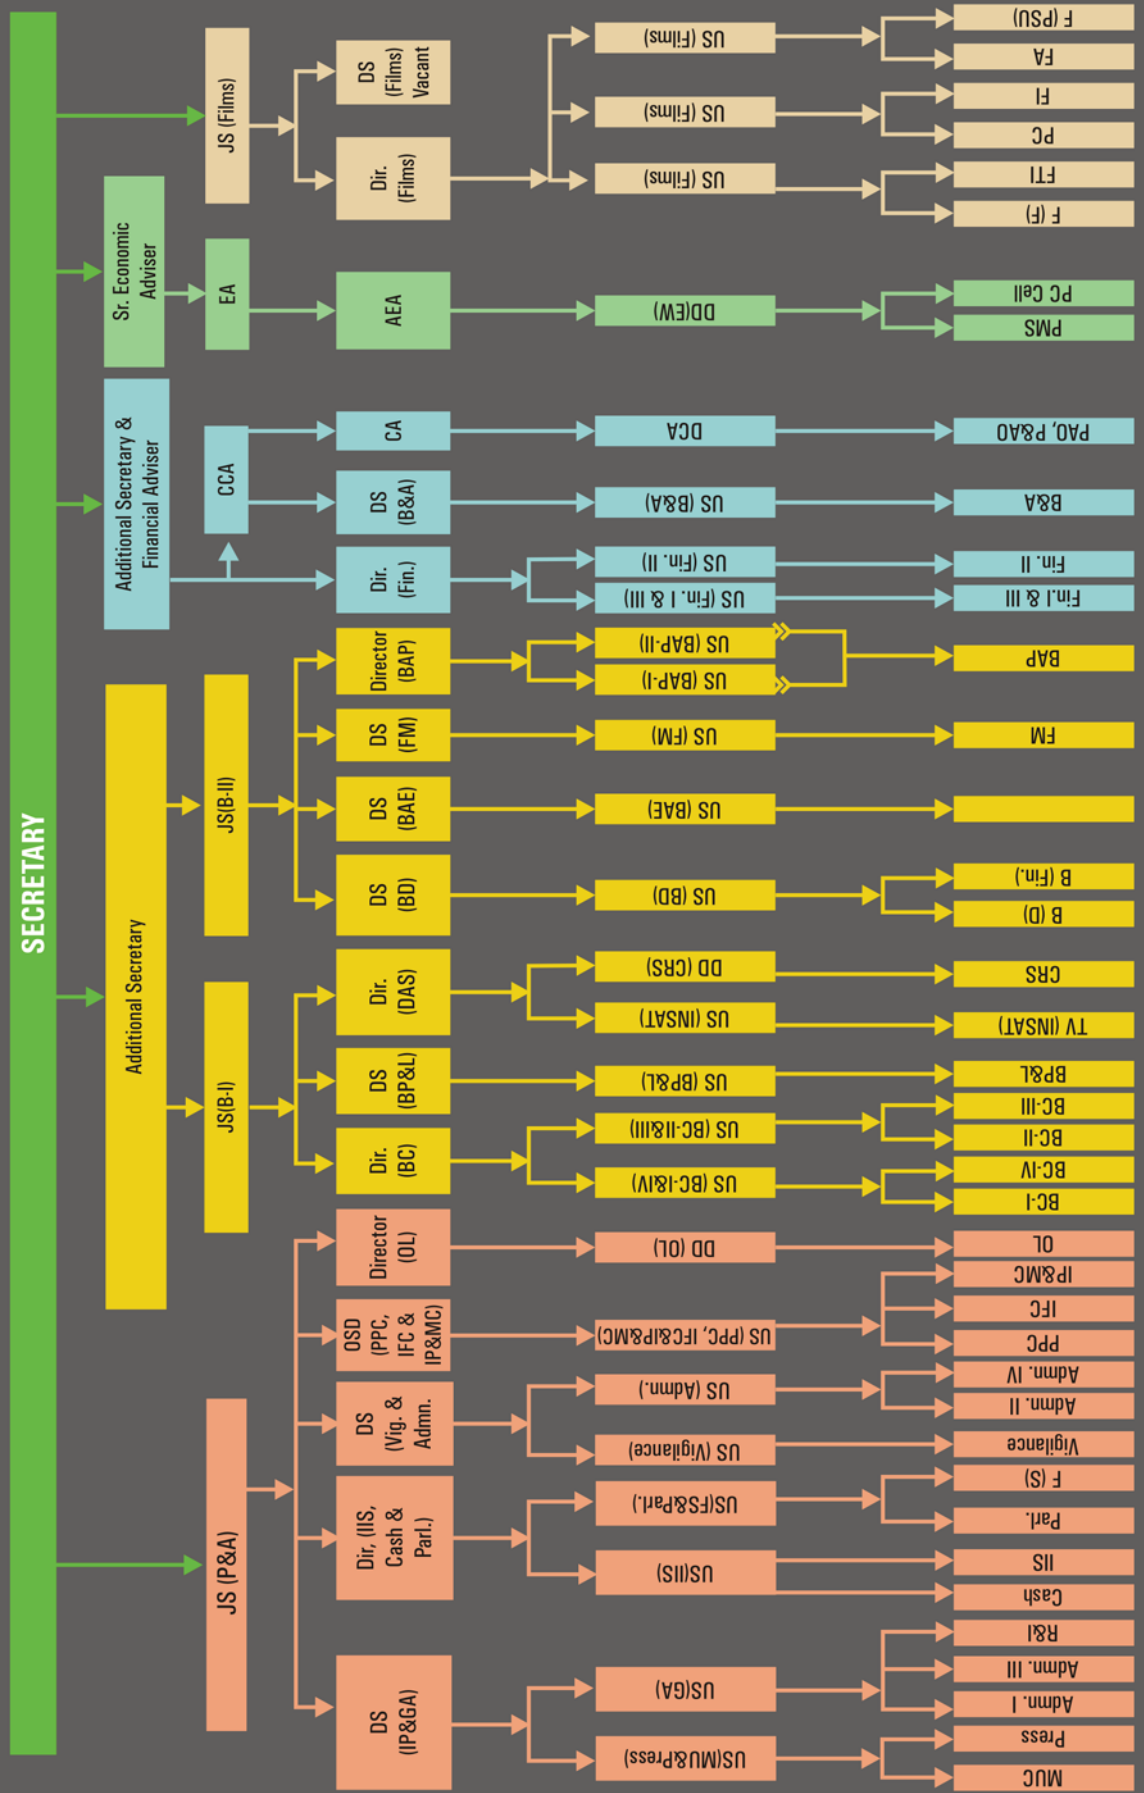 SECRETARY
Additional Secretary
Additional Secretary &
Financial Adviser
Sr. Economic
Adviser
JS (P&A)
JS(B-I)
JS(B-II)
CCA
EA
JS (Films)
DS
(IP&GA)
Dir, (IIS,
Cash &
Parl.)
DS
(Vig. &
Admn.
OSD
(PPC,
IFC &
IP&MC)
Director
(OL)
Dir.
(BC)
DS
(BP&L)
Dir.
(DAS)
DS
(BD)
DS
(BAE)
DS
(FM)
Director
(BAP)
Dir.
(Fin.)
DS
(B&A)
CA
AEA
Dir.
(Films)
DS
(Films)
Vacant
US(MU&Press)
US(GA)
US(IIS)
US(FS&Parl.)
US (Vigilance)
US (Admn.)
US (PPC, IFC&IP&MC)
DD (OL)
US (BC-I&IV)
US (BC-II&III)
US (BP&L)
US (INSAT)
DD (CRS)
US (BD)
US (BAE)
US (FM)
US (BAP-I)
US (BAP-II)
US (Fin. I & III)
US (Fin. II)
US (B&A)
DCA
DD(EW)
US (Films)
US (Films)
US (Films)
MUC
Press
Admn. I
Admn. III
R&I
Cash
IIS
Parl.
F (S)
Vigilance
Admn. II
Admn. IV
PPC
IFC
IP&MC
OL
BC-I
BC-IV
BC-II
BC-III
BP&L
TV (INSAT)
CRS
B (D)
B (Fin.)
FM
BAP
Fin.I & III
Fin. II
B&A
PAO, P&AO
PMS
PC Cell
F (F)
FTI
PC
FI
FA
F (PSU)